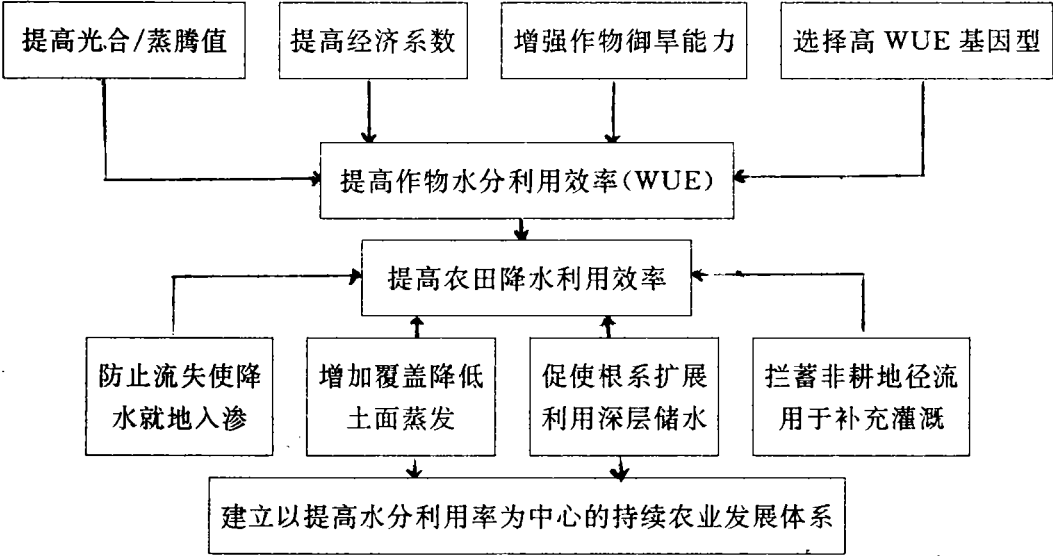 提高光合/蒸腾值
提高经济系数
增强作物御旱能力
选择高 WUE 基因型
提高作物水分利用效率(WUE)
提高农田降水利用效率
防止流失使降
水就地入渗
增加覆盖降低
土面蒸发
促使根系扩展
利用深层储水
拦蓄非耕地径流
用于补充灌溉
建立以提高水分利用率为中心的持续农业发展体系